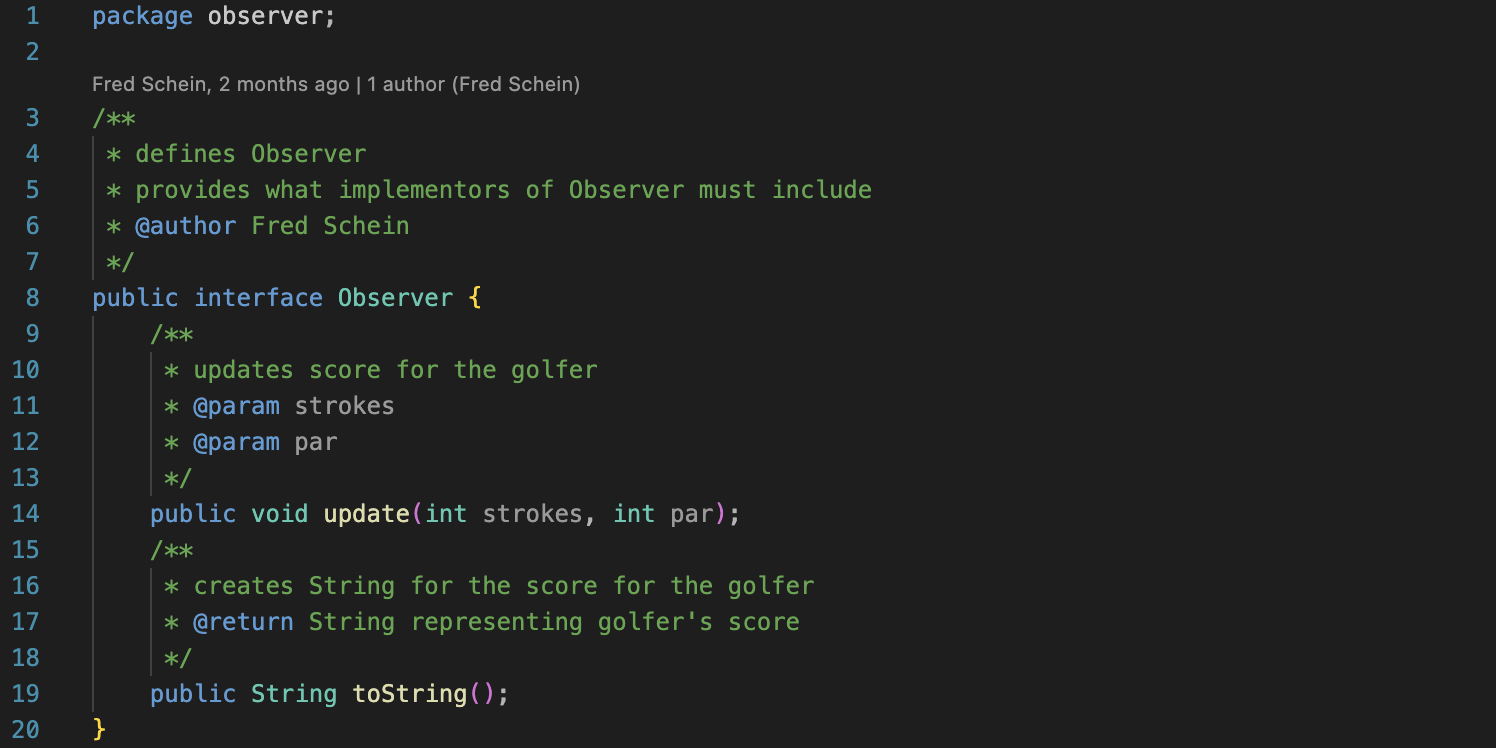 1 package observer;
2
Fred Schein, 2 months ago | 1 author (Fred Schein)
3 /**
4 * defines Observer
5 * provides what implementors of Observer must include
6 * @author Fred Schein
7 */
8 public interface Observer {
9 /**
10 * updates score for the golfer
11 * @param strokes
12 * @param par
13 */
14 public void update(int strokes, int par);
15 /**
16 * creates String for the score for the golfer
17 * @return String representing golfer's score
18 */
19 public String toString();
20 }